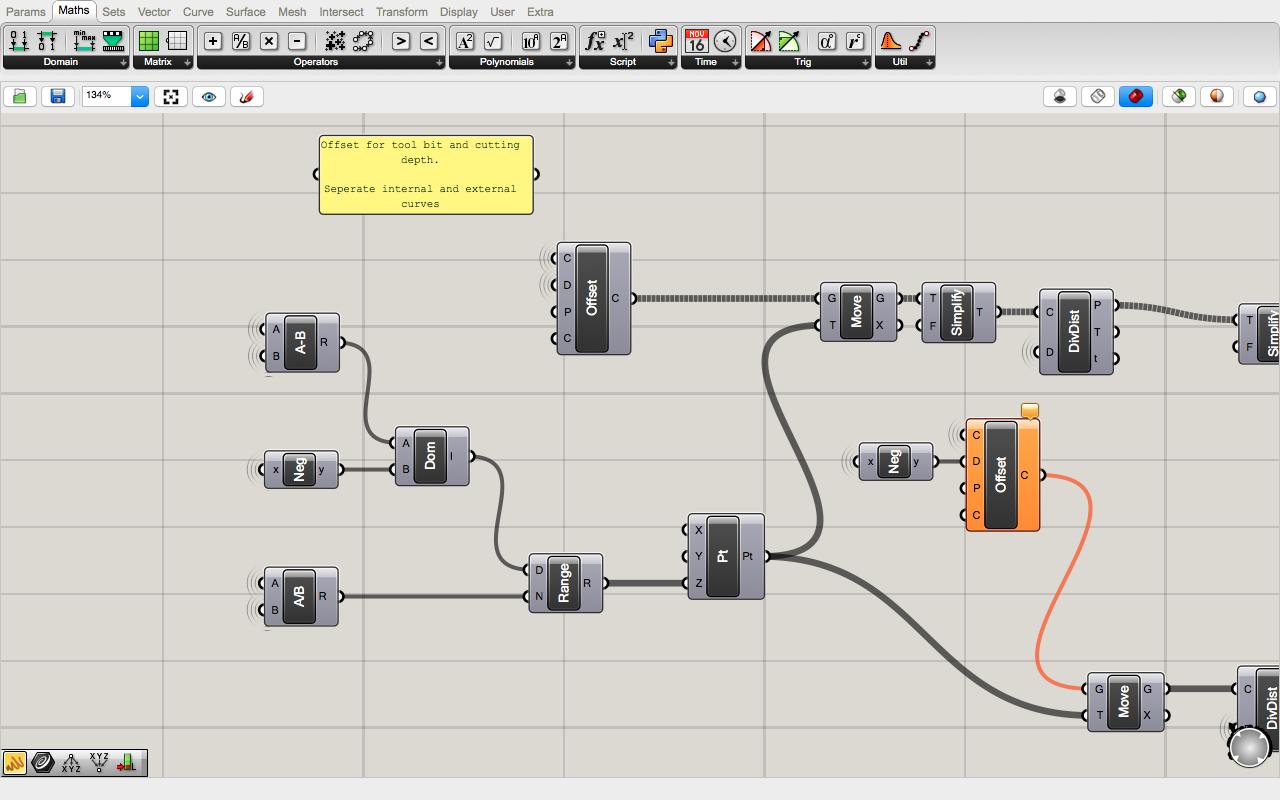 Params Maths Sets Vector Curve Surface Mesh Intersect Transform Display User Extra
Domain Matrix Operators Polynomials Script Time Trig Util
134%
Offset for tool bit and cutting
depth.
Seperate internal and external
curves
C D P C Offset C
A B A-B R
G T Move G X
T F Simplify T
C D DivDist P T t
T F Simplify
A B Dom I
x Neg y
x Neg y
C D P C Offset C
X Y Z Pt Pt
D N Range R
A B A/B R
G T Move G X
C DivDist